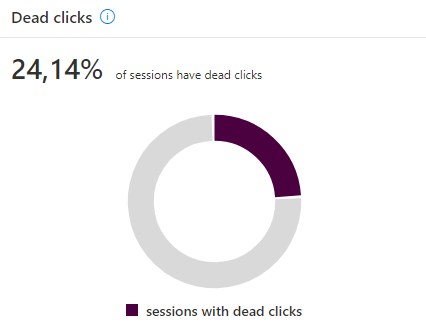 Dead clicks
24,14% of sessions have dead clicks
sessions with dead clicks